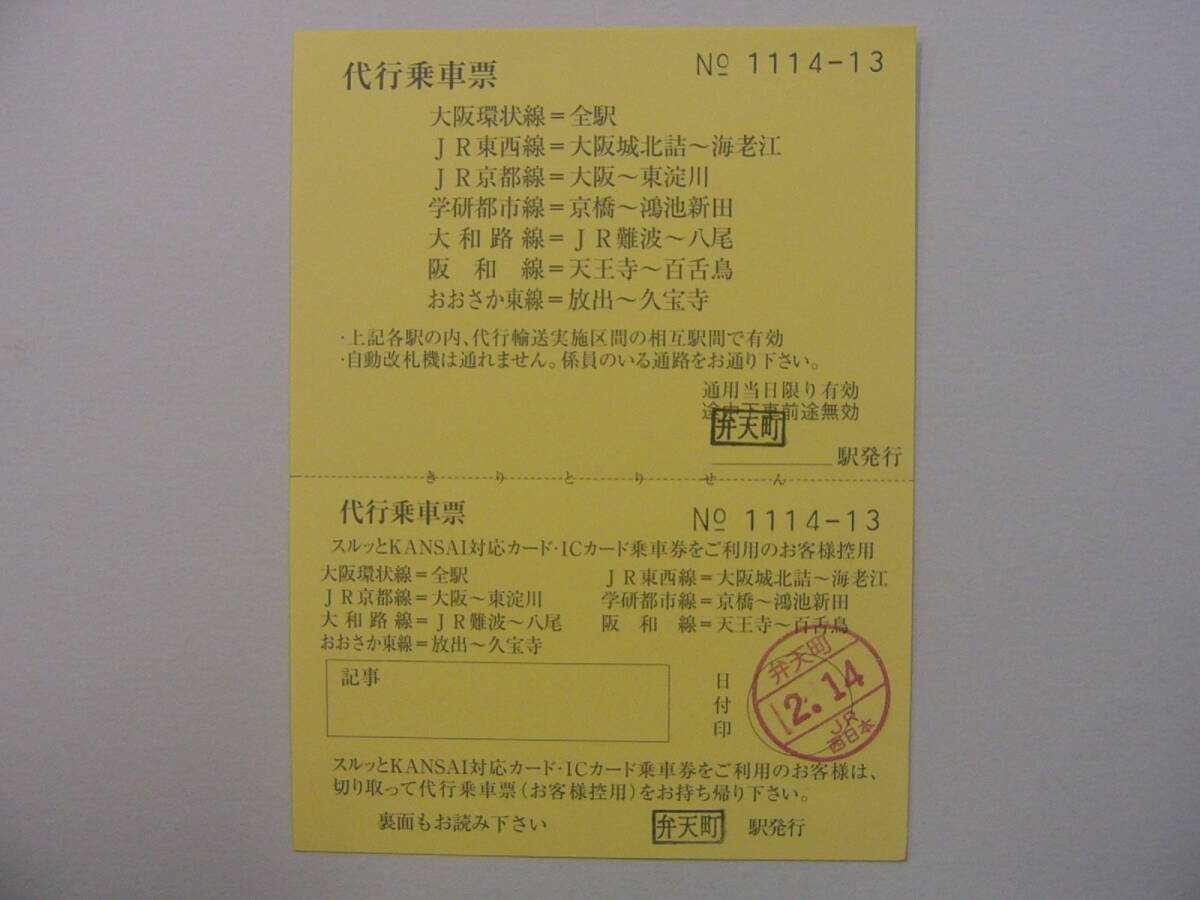 代行乗車票
№ 1114-13
大阪環状線＝全駅
ＪＲ東西線＝大阪城北詰～海老江
ＪＲ京都線＝大阪～東淀川
学研都市線＝京橋～鴻池新田
大和路線＝ＪＲ難波～八尾
阪和線＝天王寺～百舌鳥
おおさか東線＝放出～久宝寺
・上記各駅の内、代行輸送実施区間の相互駅間で有効
・自動改札機は通れません。係員のいる通路をお通り下さい。
通用当日限り有効
途中下車前途無効
弁天町
駅発行
きりとりせん
代行乗車票
№ 1114-13
スルッとKANSAI対応カード・ICカード乗車券をご利用のお客様控用
大阪環状線＝全駅 ＪＲ東西線＝大阪城北詰～海老江
ＪＲ京都線＝大阪～東淀川 学研都市線＝京橋～鴻池新田
大和路線＝ＪＲ難波～八尾 阪和線＝天王寺～百舌鳥
おおさか東線＝放出～久宝寺
記事
日付印
弁天町
2.14
JR
西日本
スルッとKANSAI対応カード・ICカード乗車券をご利用のお客様は、
切り取って代行乗車票（お客様控用）をお持ち帰り下さい。
裏面もお読み下さい 弁天町 駅発行